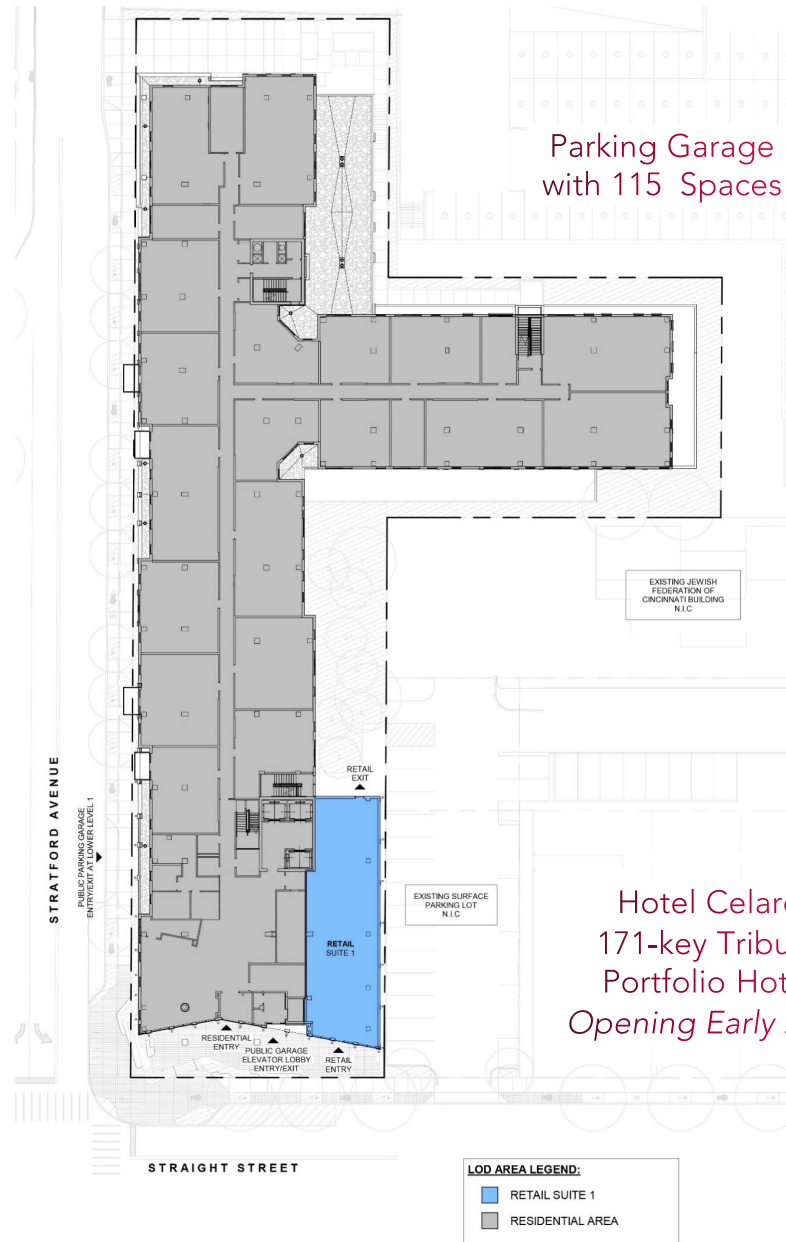 Parking Garage
with 115 Spaces
EXISTING JEWISH
FEDERATION OF
CINCINNATI BUILDING
N.I.C
STRATFORD AVENUE
PUBLIC PARKING GARAGE
ENTRY/EXIT AT LOWER LEVEL 1
RETAIL
EXIT
EXISTING SURFACE
PARKING LOT
N.I.C
RETAIL
SUITE 1
Hotel Celare
171-key Tribu
Portfolio Hot
Opening Early
RESIDENTIAL
ENTRY
PUBLIC GARAGE
ELEVATOR LOBBY
ENTRY/EXIT
RETAIL
ENTRY
STRAIGHT STREET
LOD AREA LEGEND:
RETAIL SUITE 1
RESIDENTIAL AREA